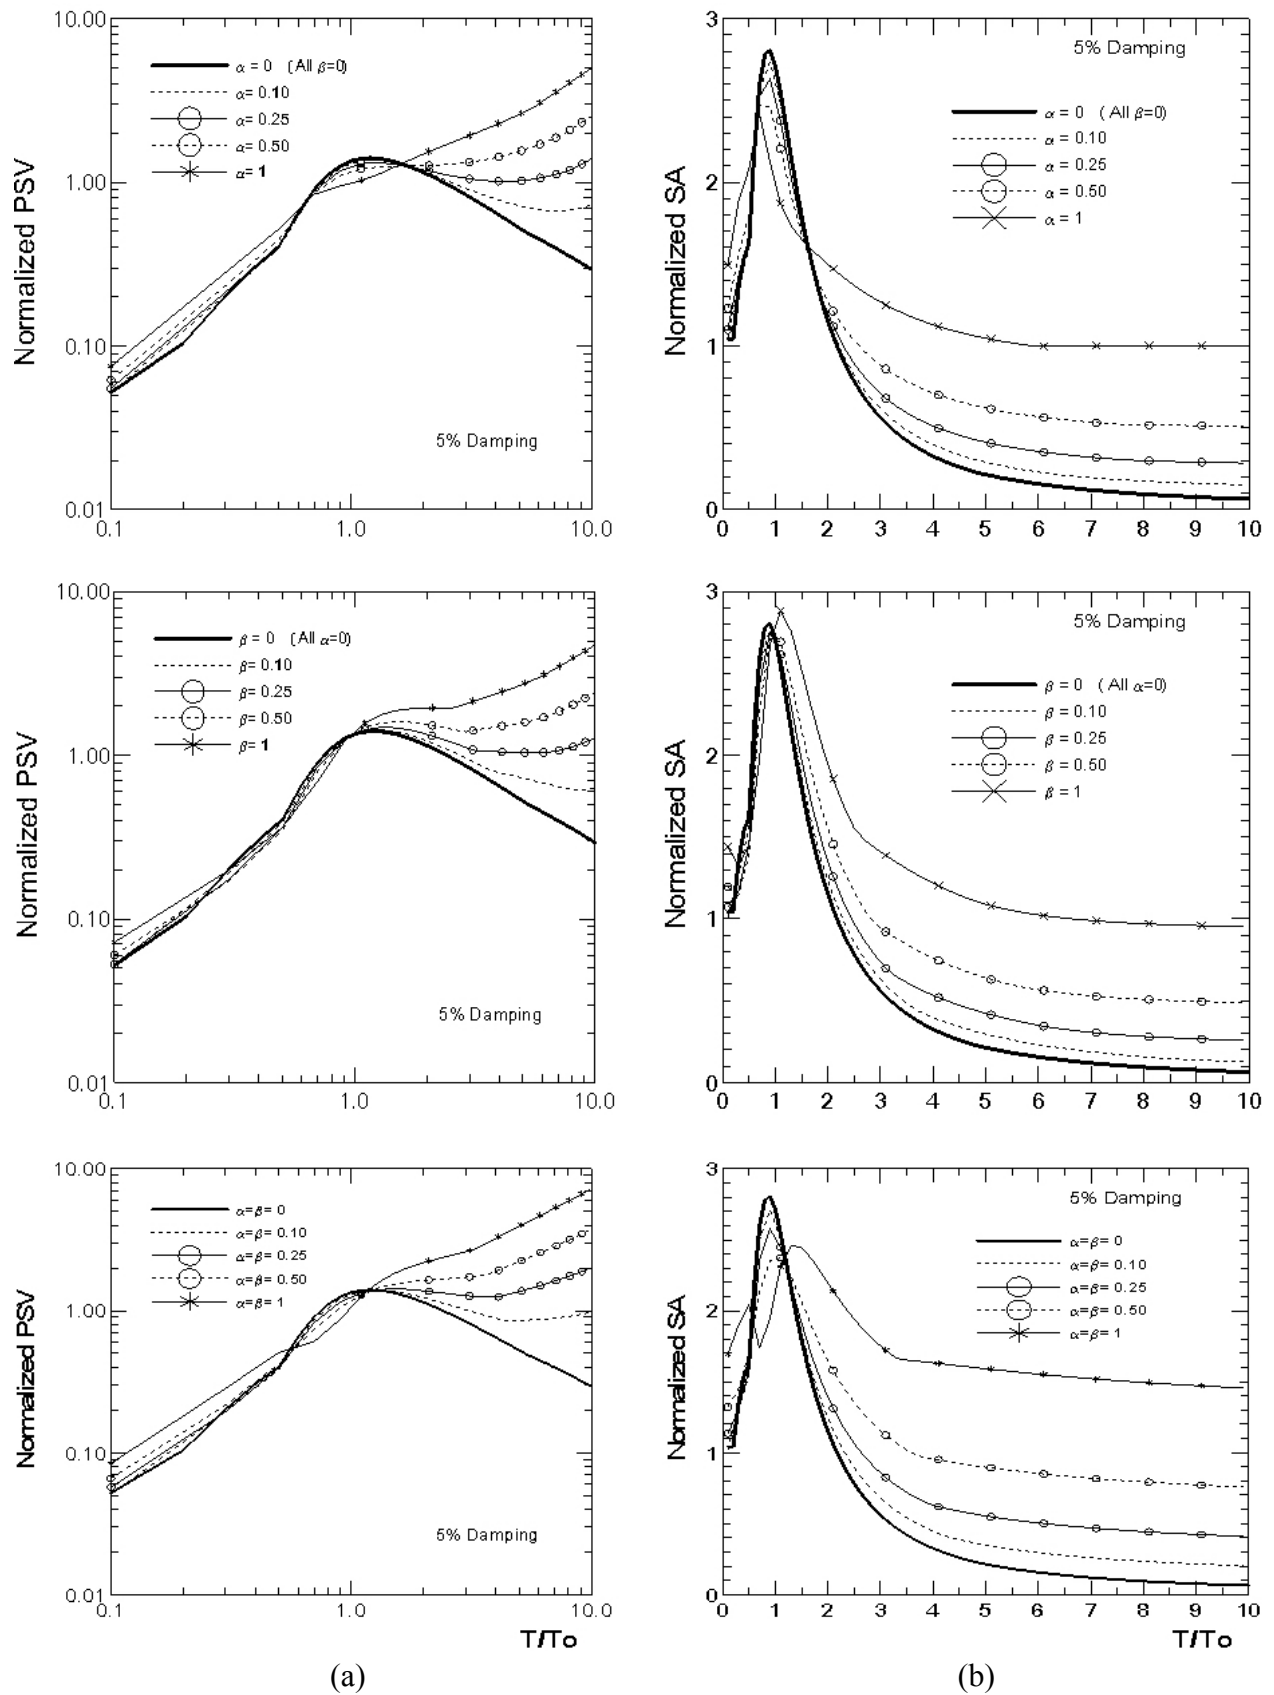 10.00
1.00
0.10
0.01
0.1
1.0
10.0
Normalized PSV
α = 0 (All β=0)
α= 0.10
α= 0.25
α= 0.50
α= 1
5% Damping
3
2
1
0
0 1 2 3 4 5 6 7 8 9 10
Normalized SA
5% Damping
α = 0 ( All β=0)
α = 0.10
α = 0.25
α = 0.50
α = 1
10.00
1.00
0.10
0.01
0.1
1.0
10.0
Normalized PSV
β = 0 (All α=0)
β= 0.10
β= 0.25
β= 0.50
β= 1
5% Damping
3
2
1
0
0 1 2 3 4 5 6 7 8 9 10
Normalized SA
5% Damping
β = 0 ( All α=0)
β = 0.10
β = 0.25
β = 0.50
β = 1
10.00
1.00
0.10
0.01
0.1
1.0
10.0
Normalized PSV
α=β= 0
α=β= 0.10
α=β= 0.25
α=β= 0.50
α=β= 1
5% Damping
T/To
3
2
1
0
0 1 2 3 4 5 6 7 8 9 10
Normalized SA
5% Damping
α=β= 0
α=β= 0.10
α=β= 0.25
α=β= 0.50
α=β= 1
T/To
(a)
(b)